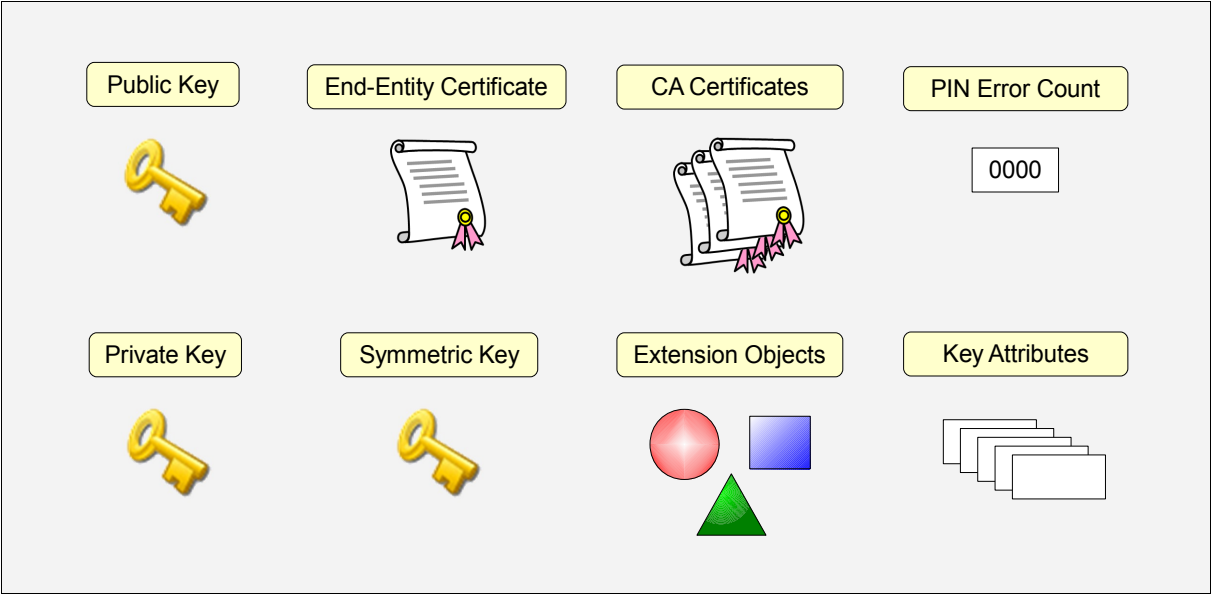 Public Key
End-Entity Certificate
CA Certificates
PIN Error Count
0000
Private Key
Symmetric Key
Extension Objects
Key Attributes